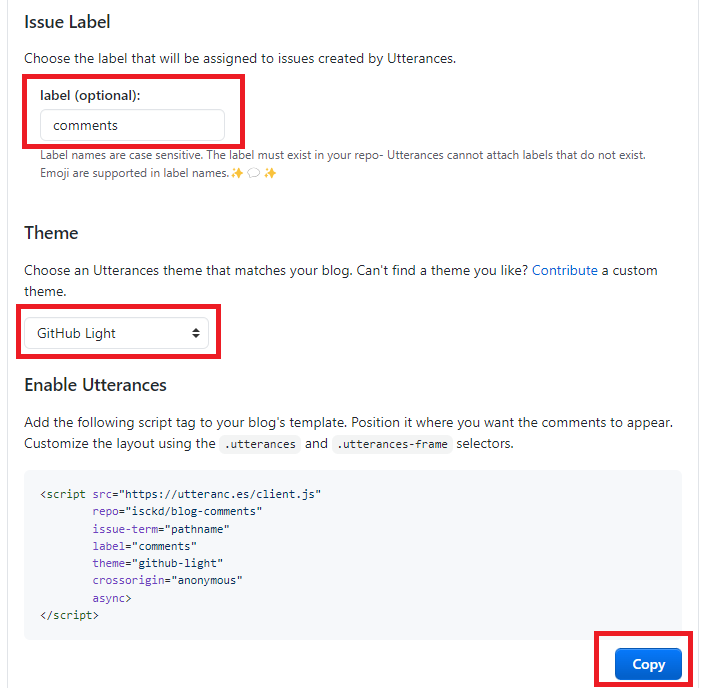 Issue Label
Choose the label that will be assigned to issues created by Utterances.
label (optional):
comments
Label names are case sensitive. The label must exist in your repo- Utterances cannot attach labels that do not exist.
Emoji are supported in label names.✨💬✨
Theme
Choose an Utterances theme that matches your blog. Can't find a theme you like? Contribute a custom
theme.
GitHub Light
Enable Utterances
Add the following script tag to your blog's template. Position it where you want the comments to appear.
Customize the layout using the .utterances and .utterances-frame selectors.
<script src="https://utteranc.es/client.js"
        repo="isckd/blog-comments"
        issue-term="pathname"
        label="comments"
        theme="github-light"
        crossorigin="anonymous"
        async>
</script>
Copy